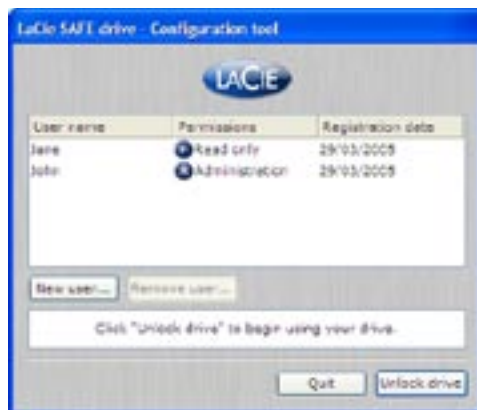 LaCie SAFE drive - Configuration tool
LACIE
User name Permissions Registration date
Jane Read only 29/03/2005
John Administration 29/03/2005
New user... Remove user...
Click "Unlock drive" to begin using your drive.
Quit Unlock drive